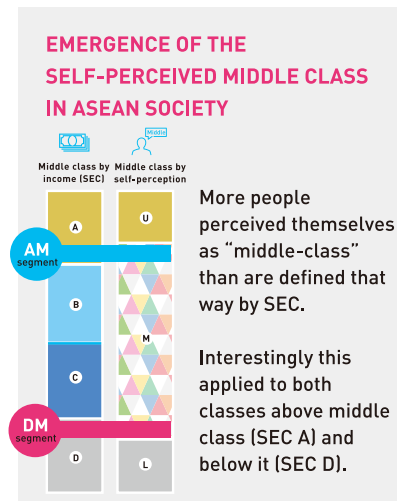 EMERGENCE OF THE
SELF-PERCEIVED MIDDLE CLASS
IN ASEAN SOCIETY
Middle
Middle class by
income (SEC)
Middle class by
self-perception
A
U
AM
segment
B
M
C
DM
segment
D
L
More people
perceived themselves
as “middle-class”
than are defined that
way by SEC.
Interestingly this
applied to both
classes above middle
class (SEC A) and
below it (SEC D).